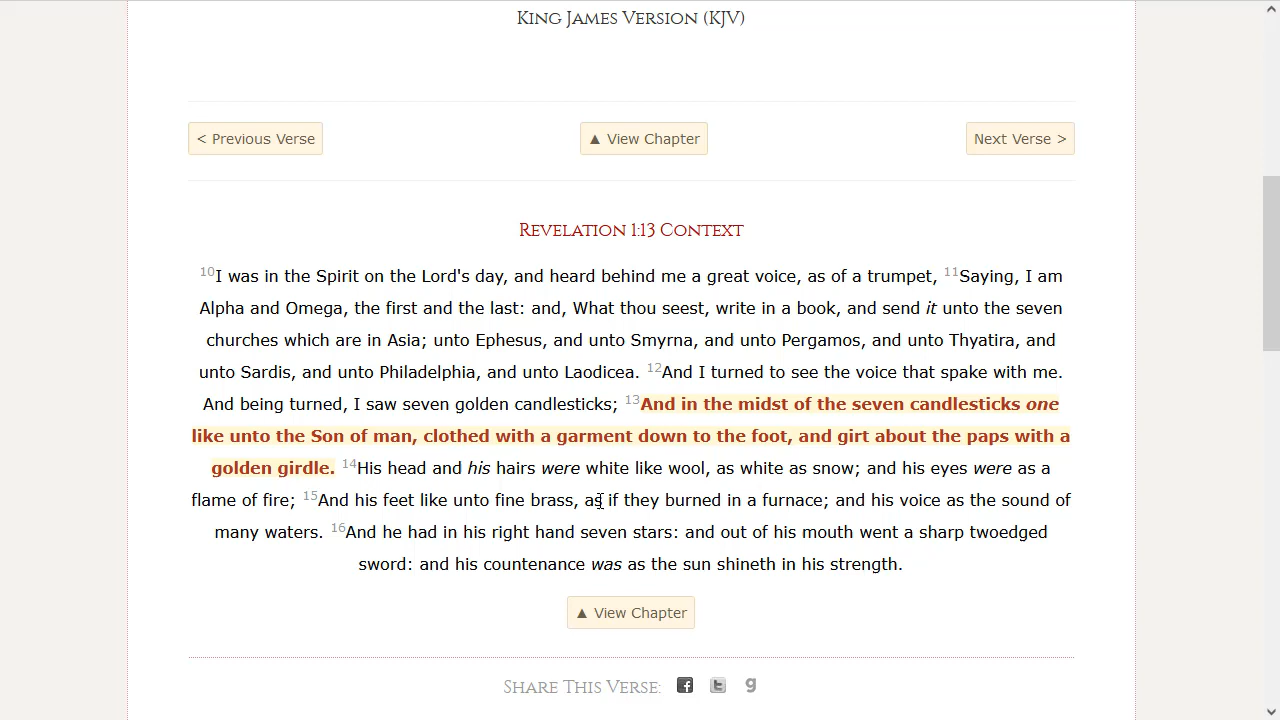 King James Version (KJV)
< Previous Verse
▲ View Chapter
Next Verse >
Revelation 1:13 Context
10I was in the Spirit on the Lord's day, and heard behind me a great voice, as of a trumpet, 11Saying, I am
Alpha and Omega, the first and the last: and, What thou seest, write in a book, and send it unto the seven
churches which are in Asia; unto Ephesus, and unto Smyrna, and unto Pergamos, and unto Thyatira, and
unto Sardis, and unto Philadelphia, and unto Laodicea. 12And I turned to see the voice that spake with me.
And being turned, I saw seven golden candlesticks; 13And in the midst of the seven candlesticks one
like unto the Son of man, clothed with a garment down to the foot, and girt about the paps with a
golden girdle. 14His head and his hairs were white like wool, as white as snow; and his eyes were as a
flame of fire; 15And his feet like unto fine brass, as if they burned in a furnace; and his voice as the sound of
many waters. 16And he had in his right hand seven stars: and out of his mouth went a sharp twoedged
sword: and his countenance was as the sun shineth in his strength.
▲ View Chapter
Share This Verse:
f t g